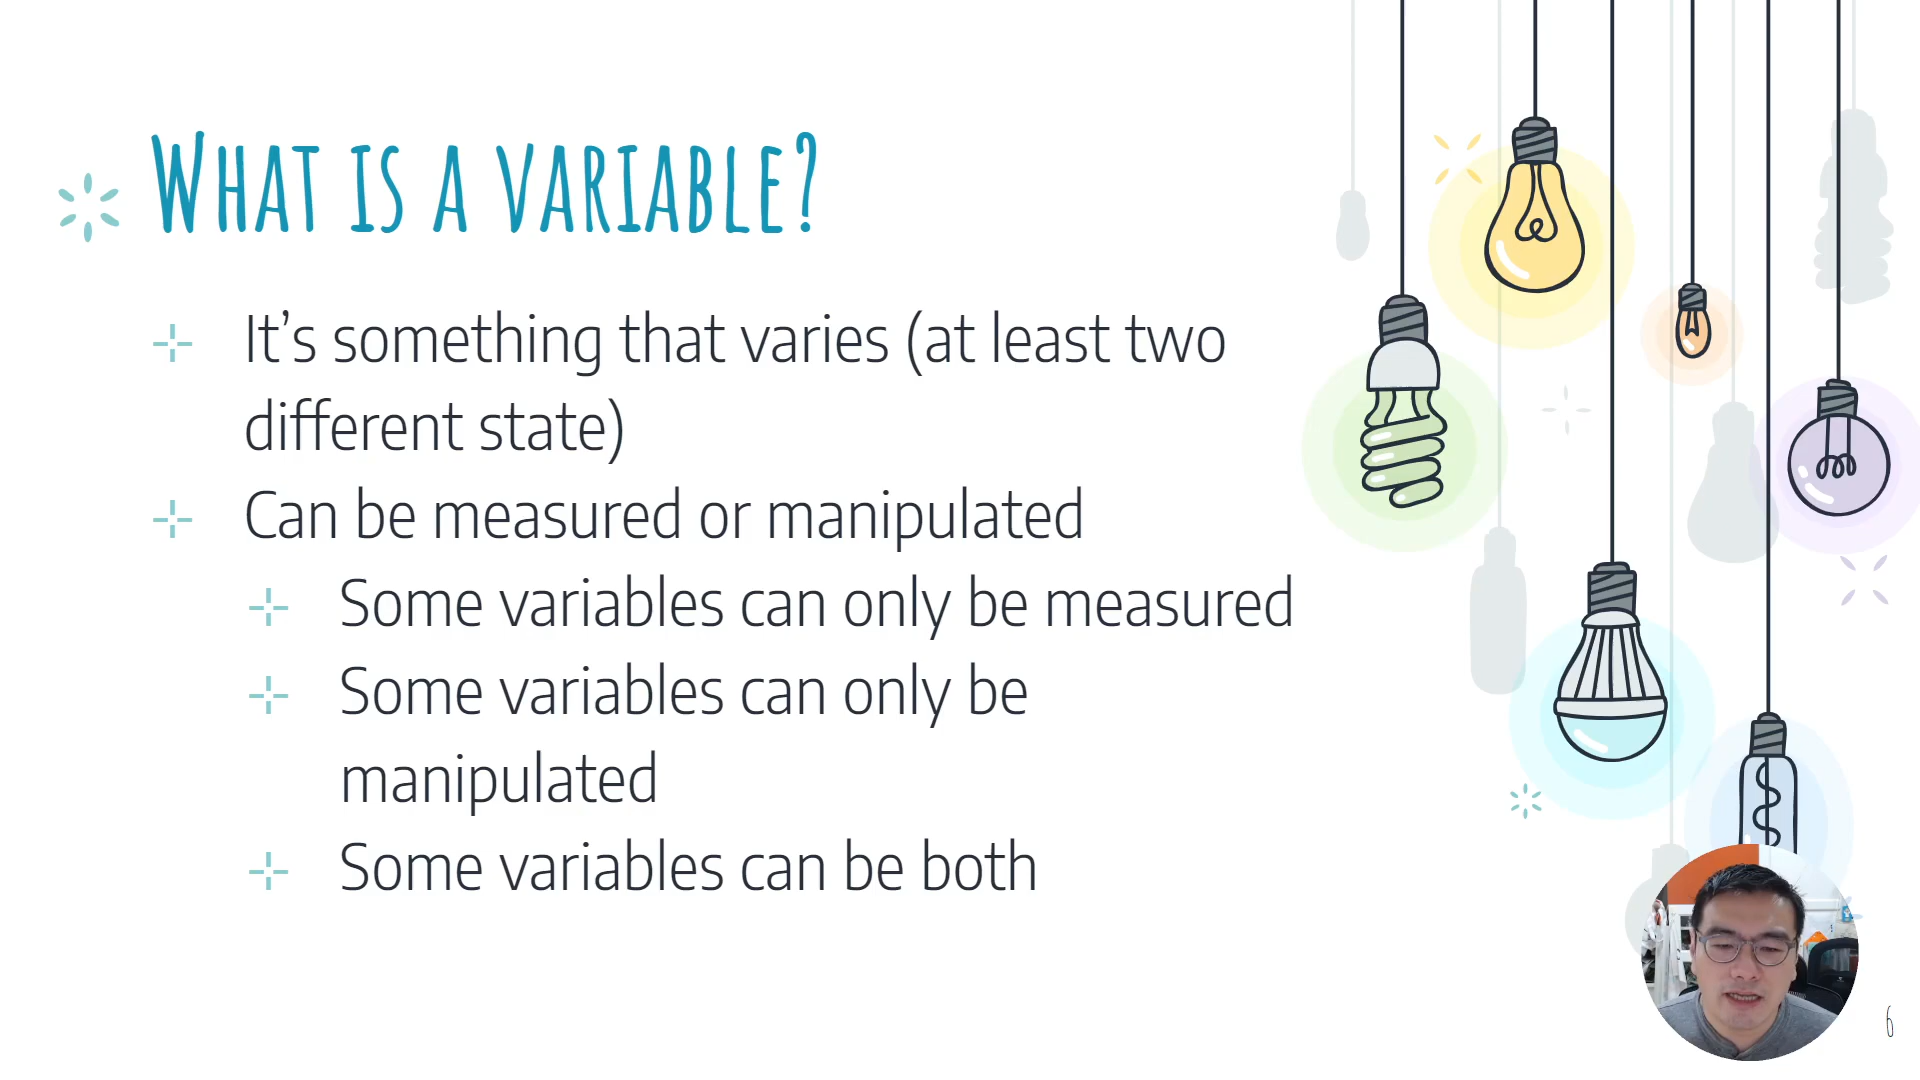 What is a variable?
It’s something that varies (at least two
different state)
Can be measured or manipulated
Some variables can only be measured
Some variables can only be
manipulated
Some variables can be both
6